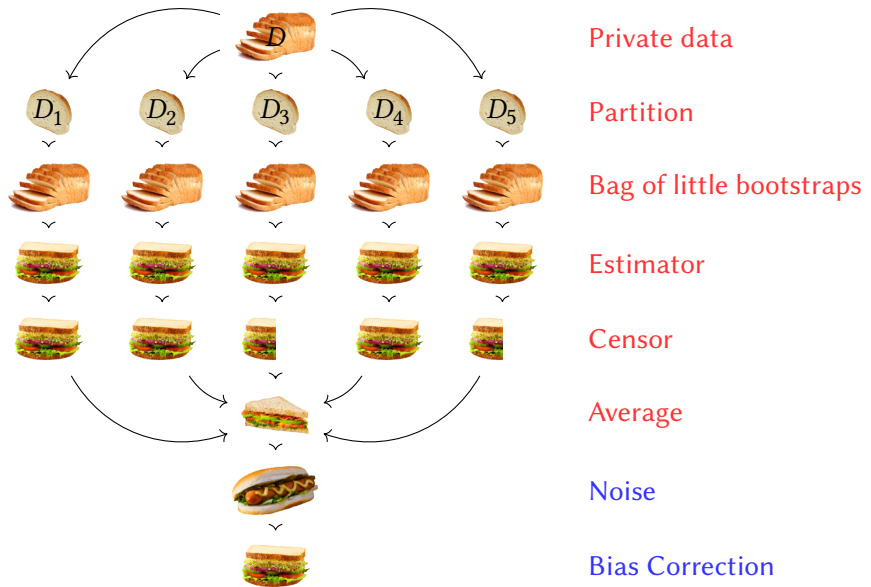 D Private data
D₁ D₂ D₃ D₄ D₅ Partition
Bag of little bootstraps
Estimator
Censor
Average
Noise
Bias Correction